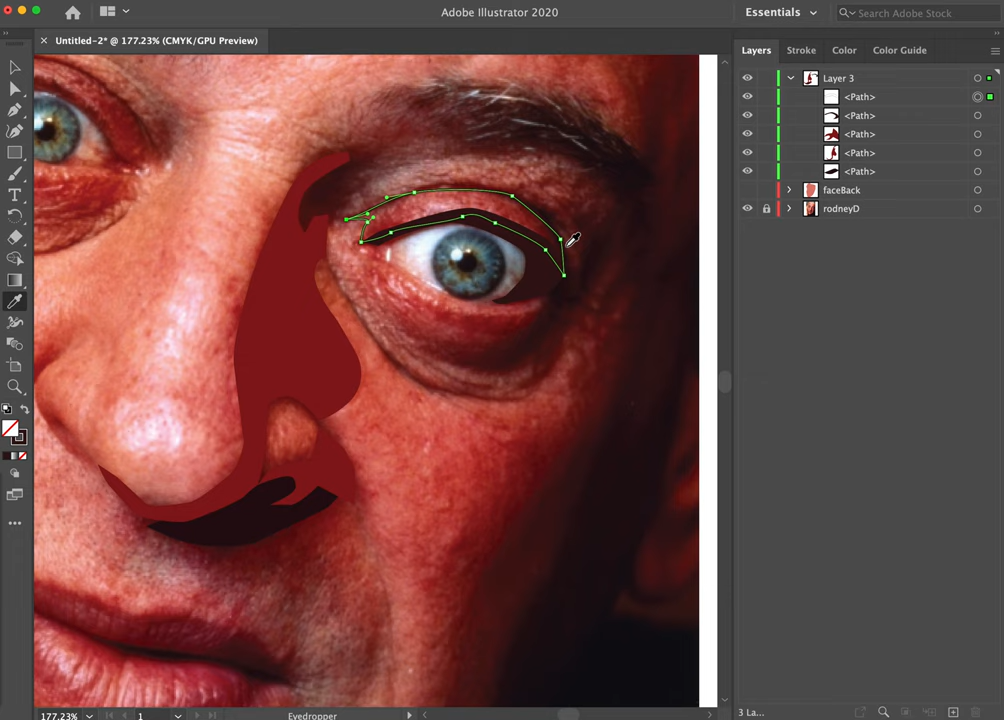 Adobe Illustrator 2020
Essentials
Search Adobe Stock
Untitled-2* @ 177.23% (CMYK/GPU Preview)
Layers Stroke Color Color Guide
Layer 3
<Path>
<Path>
<Path>
<Path>
<Path>
faceBack
rodneyD
T
177.23% 1 Eyedropper
3 La...